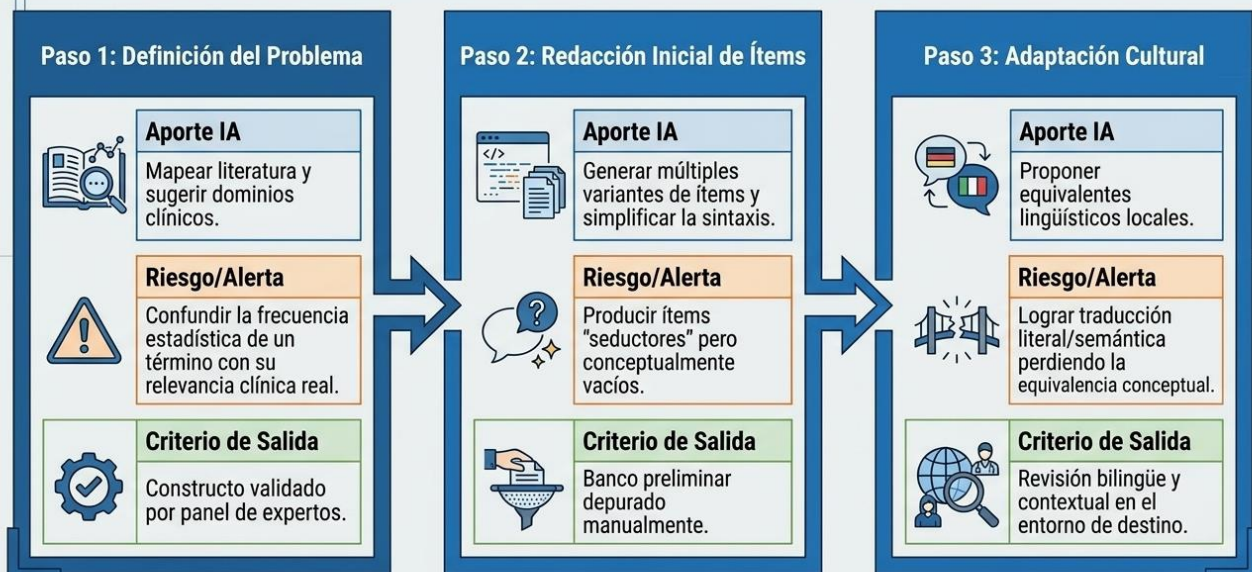 Paso 1: Definición del Problema
Aporte IA
Mapear literatura y
sugerir dominios
clínicos.
Riesgo/Alerta
Confundir la frecuencia
estadística de un
término con su
relevancia clínica real.
Criterio de Salida
Constructo validado
por panel de expertos.
Paso 2: Redacción Inicial de Ítems
</>
Aporte IA
Generar múltiples
variantes de ítems y
simplificar la sintaxis.
?
Riesgo/Alerta
Producir ítems
"seductores" pero
conceptualmente
vacíos.
Criterio de Salida
Banco preliminar
depurado
manualmente.
Paso 3: Adaptación Cultural
Aporte IA
Proponer
equivalentes
lingüísticos locales.
Riesgo/Alerta
Lograr traducción
literal/semántica
perdiendo la
equivalencia conceptual.
Criterio de Salida
Revisión bilingüe y
contextual en el
entorno de destino.